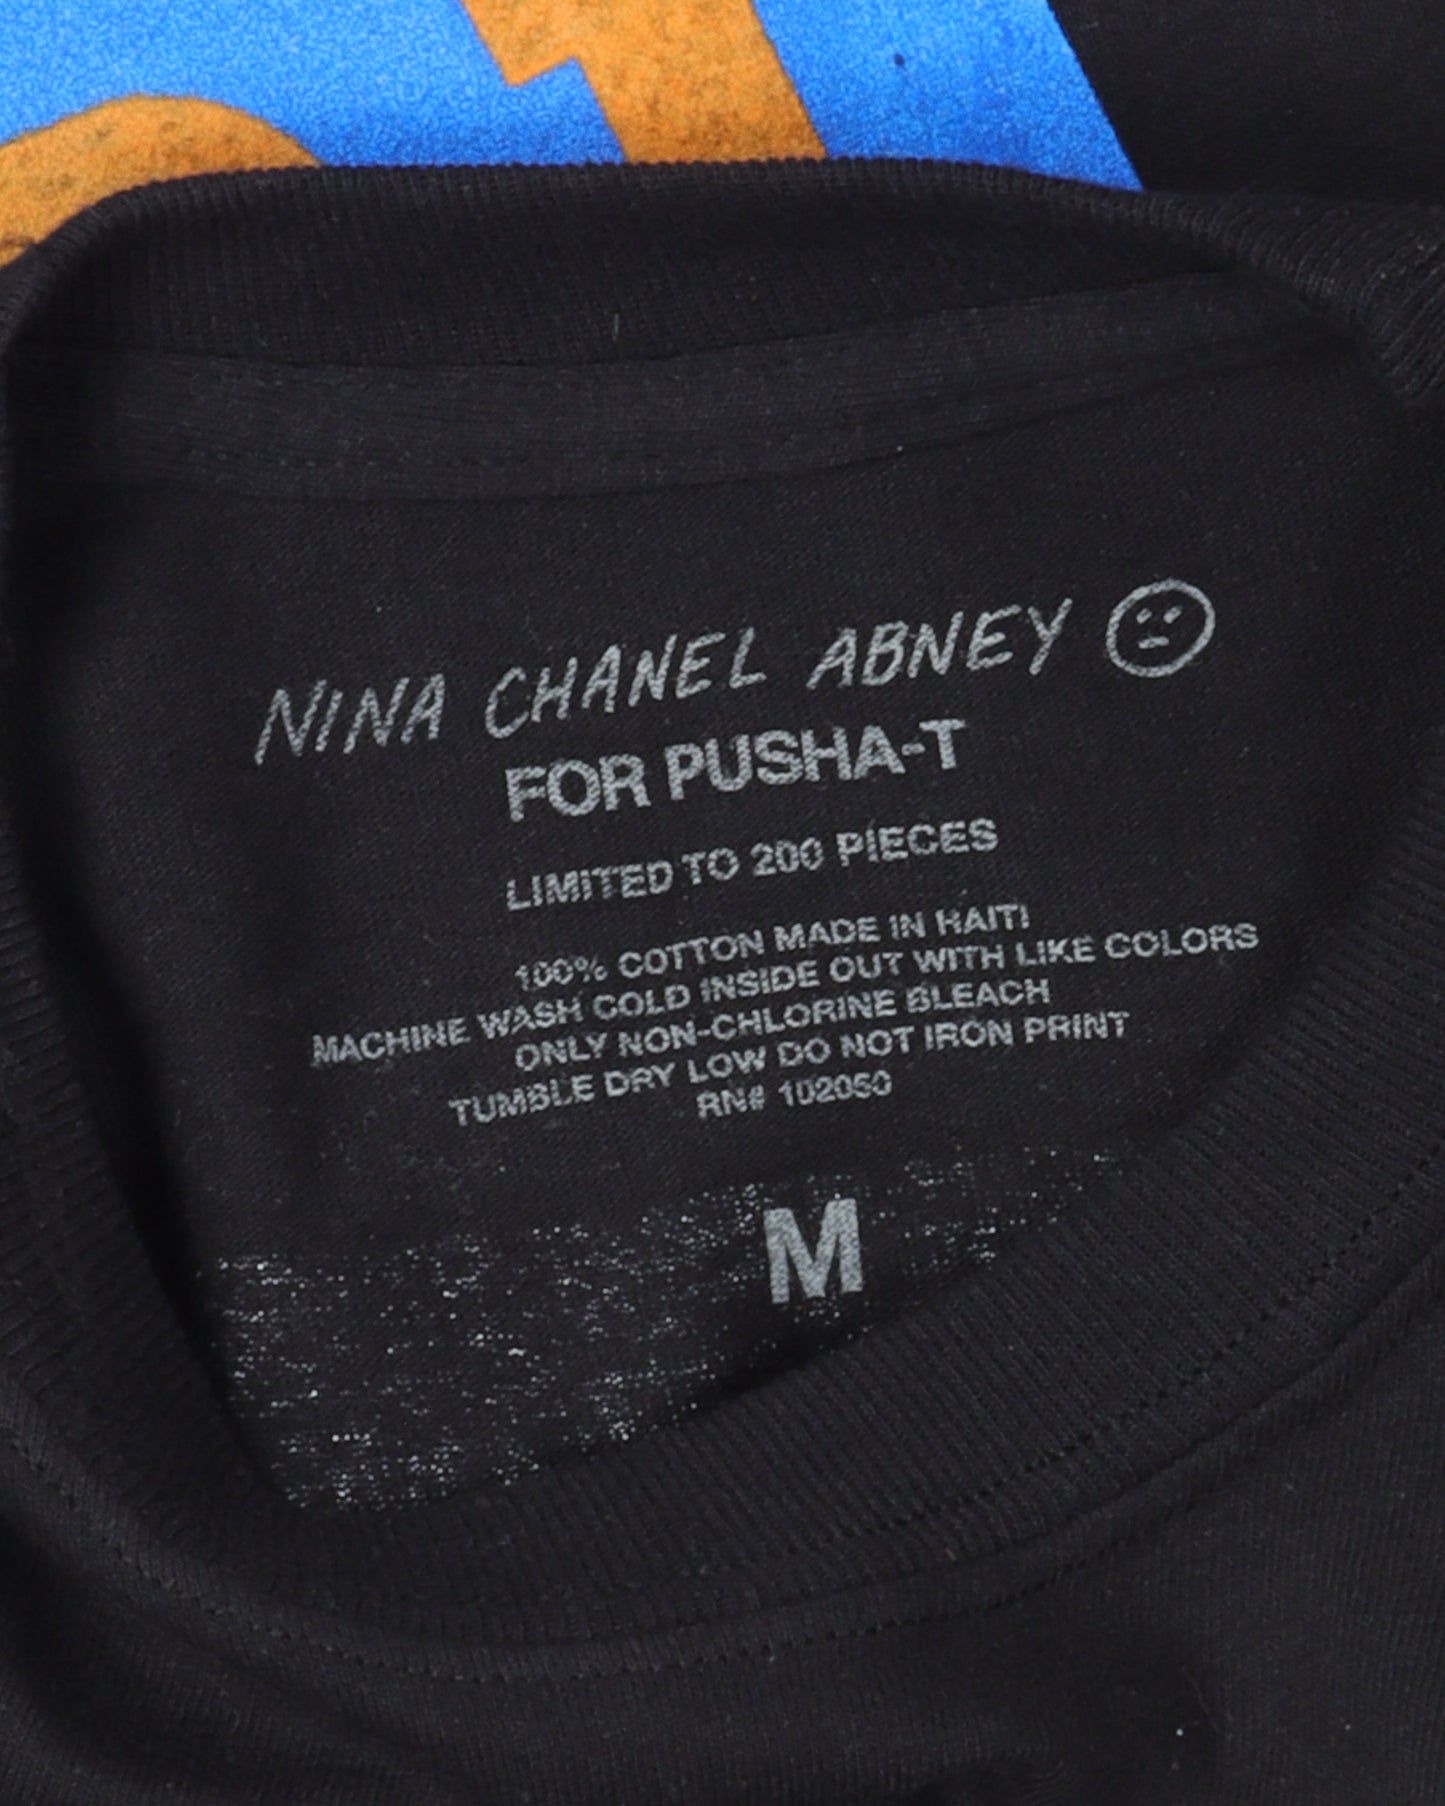 NINA CHANEL ABNEY
FOR PUSHA-T
LIMITED TO 200 PIECES
100% COTTON MADE IN HAITI
MACHINE WASH COLD INSIDE OUT WITH LIKE COLORS
ONLY NON-CHLORINE BLEACH
TUMBLE DRY LOW DO NOT IRON PRINT
RN# 102050
M